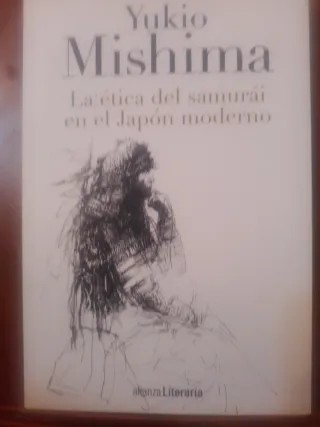 Yukio
Mishima
La ética del samurái
en el Japón moderno
alianza Literaria